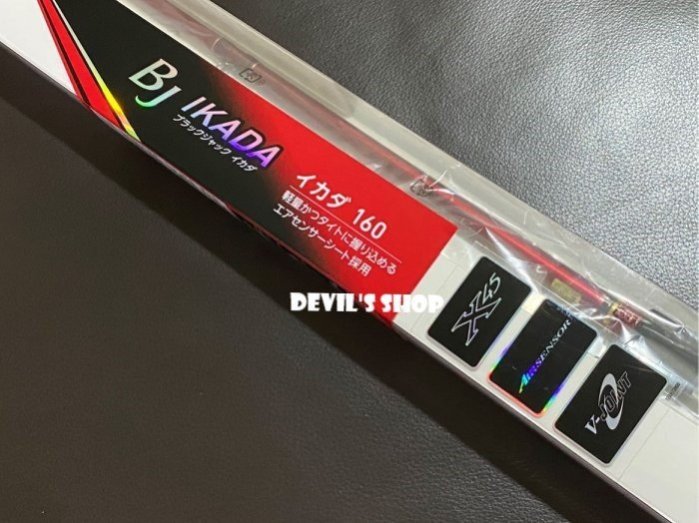 BJ IKADA
ブラックジャック イカダ
イカダ 160
軽量かつタイトに握り込める
エアセンサーシート採用
DEVIL'S SHOP
X45
AIRSENSOR
V-JOINT